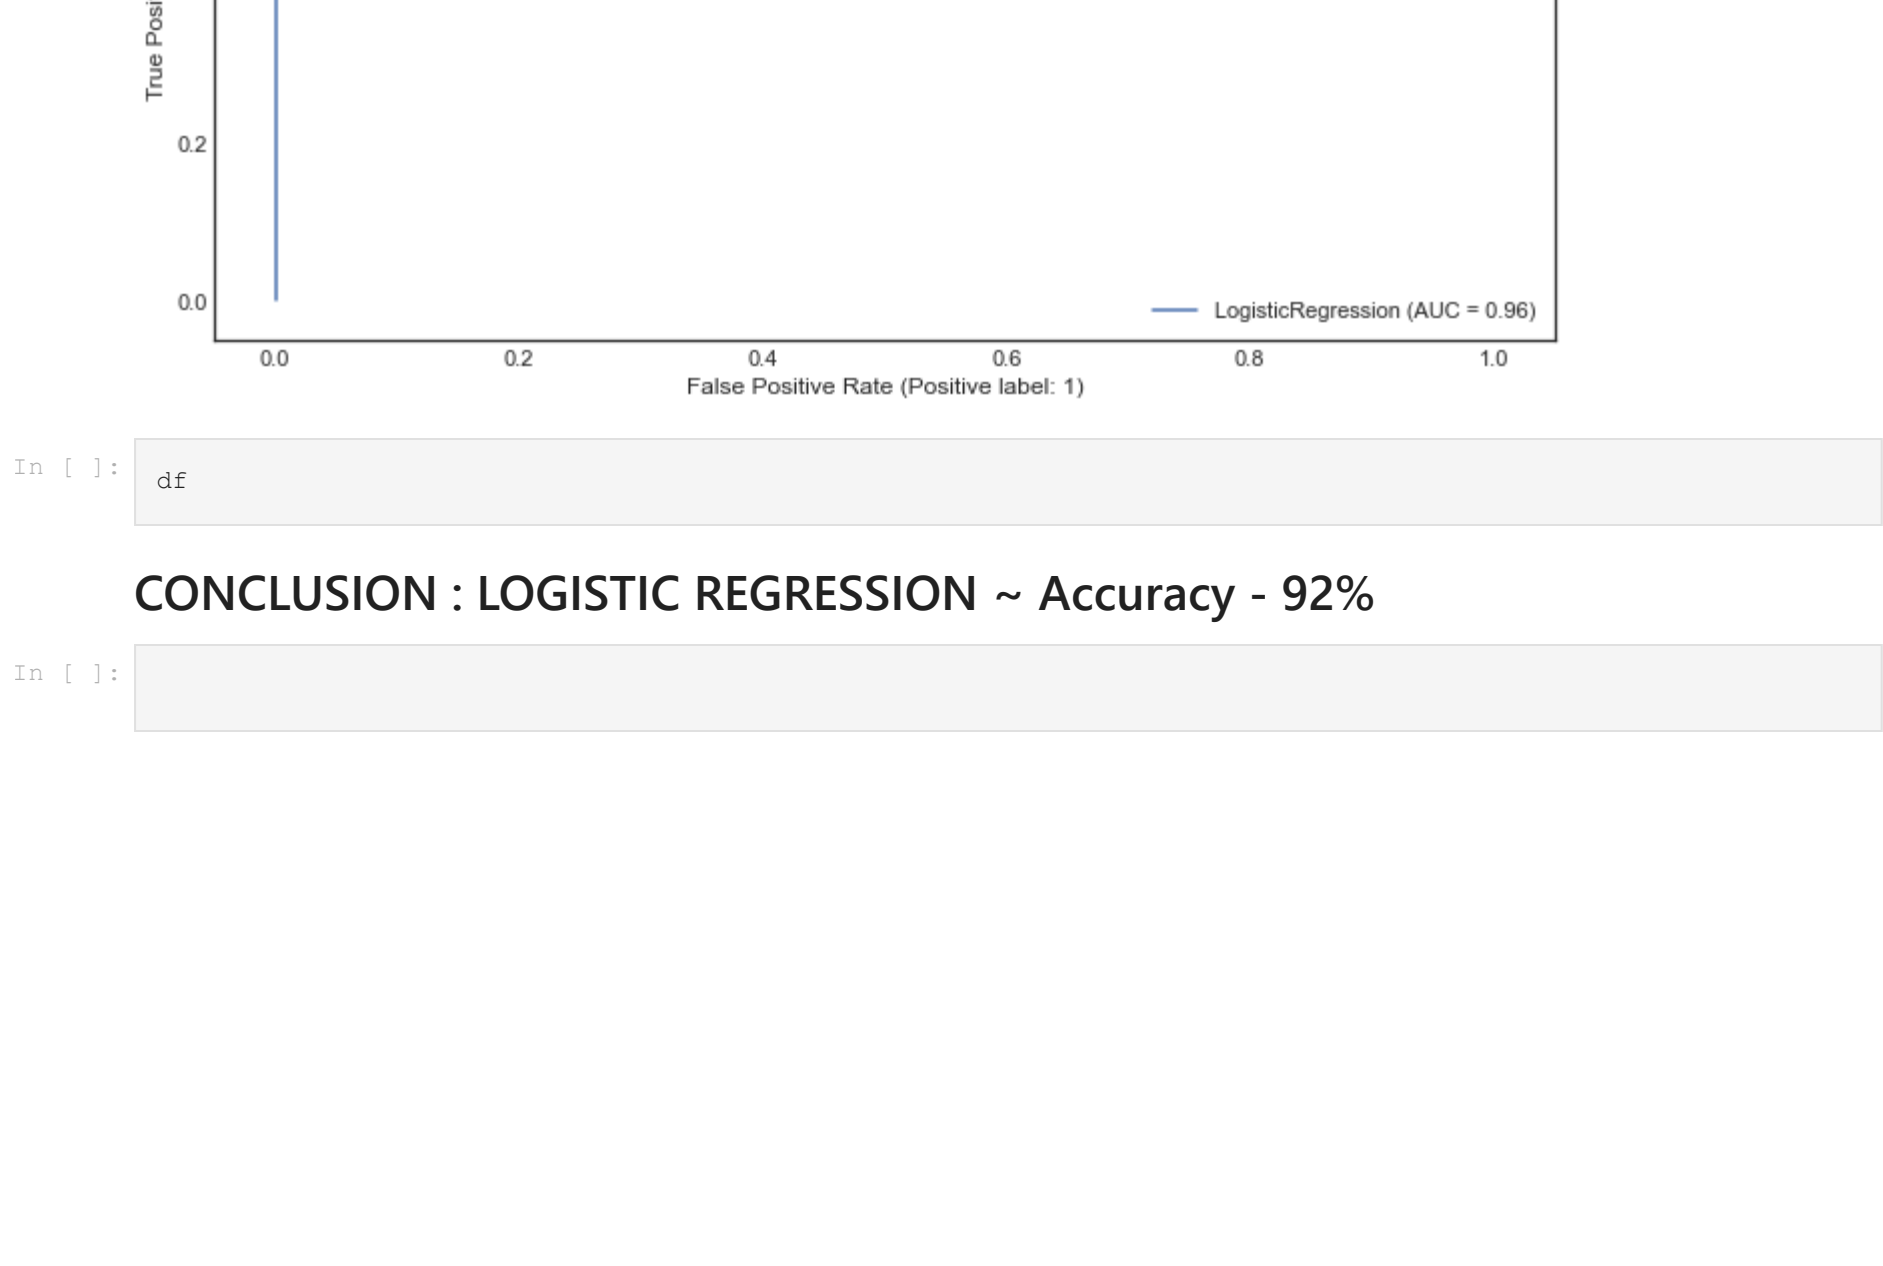 True Posi
0.2
0.0
LogisticRegression (AUC = 0.96)
0.0 0.2 0.4 0.6 0.8 1.0
False Positive Rate (Positive label: 1)
In [ ]:
df
CONCLUSION : LOGISTIC REGRESSION ~ Accuracy - 92%
In [ ]: